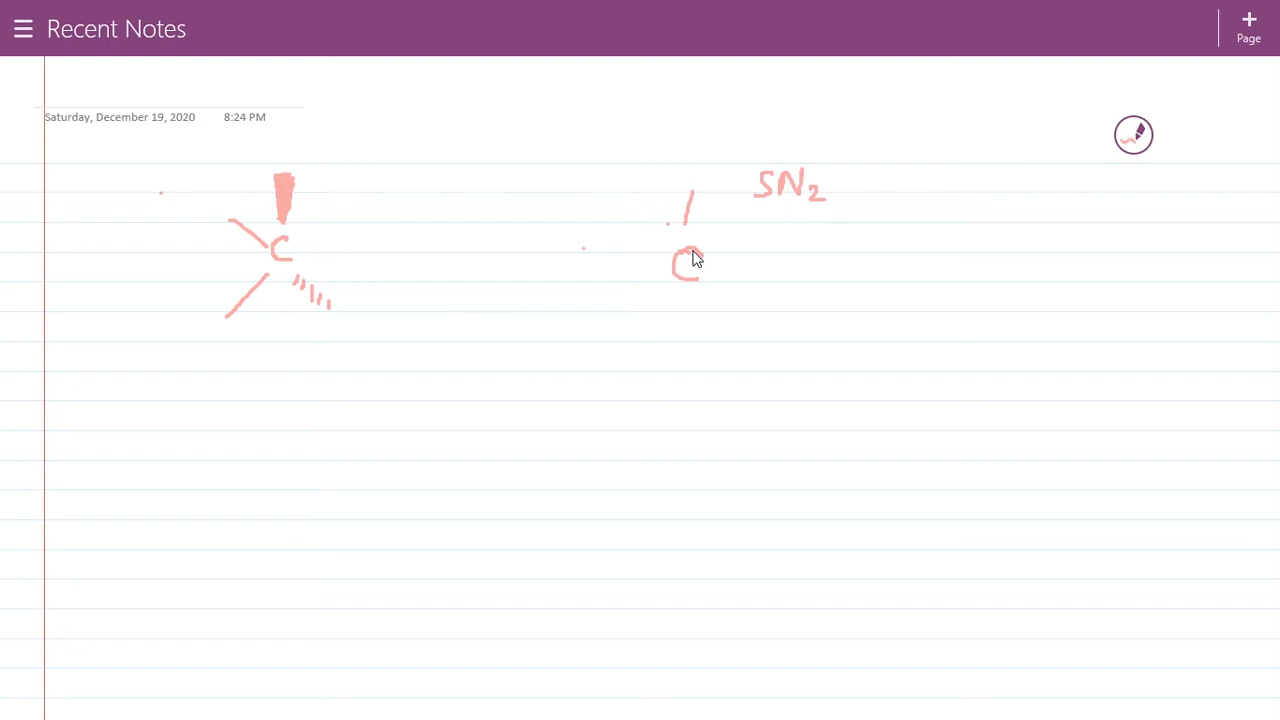 Recent Notes
Page
Saturday, December 19, 2020 8:24 PM
SN2
C
C